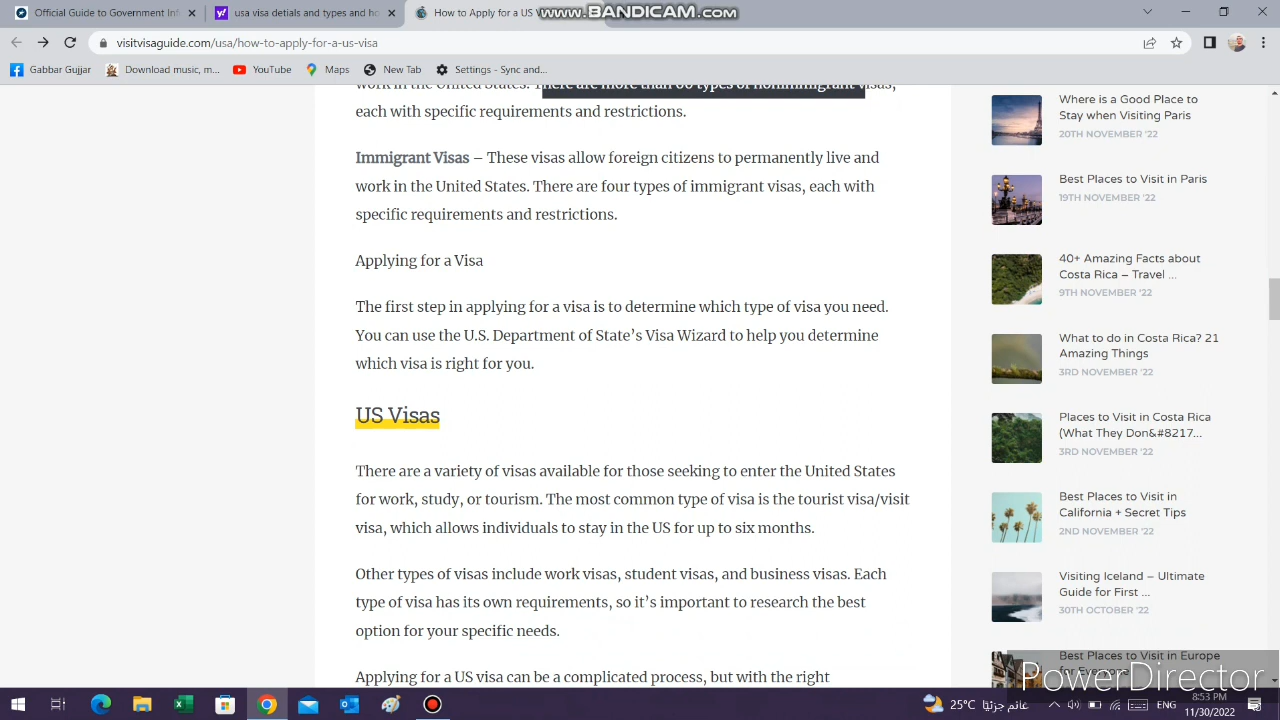 Official Guide to Government Inf
usa visa details and types and ho
How to Apply for a US V
www.BANDICAM.com
visitvisaguide.com/usa/how-to-apply-for-a-us-visa
Gabbar Gujjar
Download music, m...
YouTube
Maps
New Tab
Settings - Sync and...
work in the United States. There are more than 60 types of nonimmigrant visas,
each with specific requirements and restrictions.
Immigrant Visas – These visas allow foreign citizens to permanently live and
work in the United States. There are four types of immigrant visas, each with
specific requirements and restrictions.
Applying for a Visa
The first step in applying for a visa is to determine which type of visa you need.
You can use the U.S. Department of State’s Visa Wizard to help you determine
which visa is right for you.
US Visas
There are a variety of visas available for those seeking to enter the United States
for work, study, or tourism. The most common type of visa is the tourist visa/visit
visa, which allows individuals to stay in the US for up to six months.
Other types of visas include work visas, student visas, and business visas. Each
type of visa has its own requirements, so it’s important to research the best
option for your specific needs.
Applying for a US visa can be a complicated process, but with the right
Where is a Good Place to
Stay when Visiting Paris
20TH NOVEMBER '22
Best Places to Visit in Paris
19TH NOVEMBER '22
40+ Amazing Facts about
Costa Rica – Travel ...
9TH NOVEMBER '22
What to do in Costa Rica? 21
Amazing Things
3RD NOVEMBER '22
Places to Visit in Costa Rica
(What They Don&#8217...
3RD NOVEMBER '22
Best Places to Visit in
California + Secret Tips
2ND NOVEMBER '22
Visiting Iceland – Ultimate
Guide for First ...
30TH OCTOBER '22
Best Places to Visit in Europe
PowerDirector
25°C غائم جزئيا
ENG
8:53 PM
11/30/2022